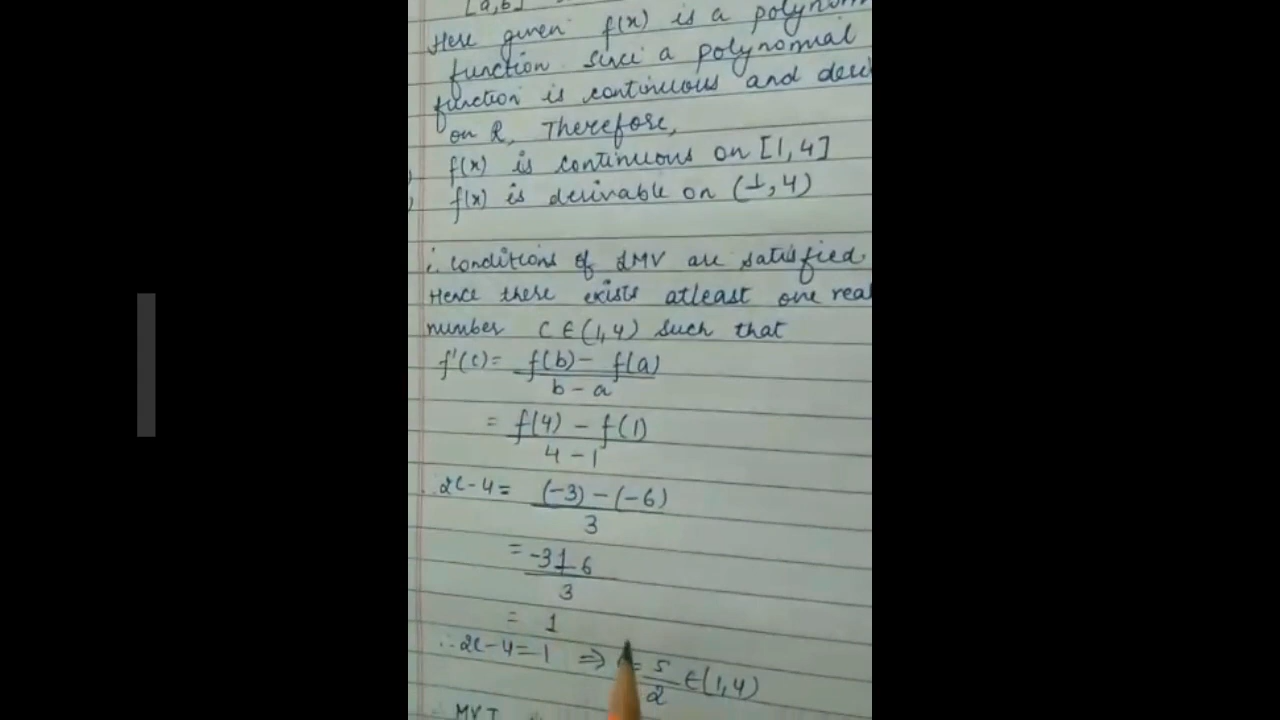 [a,b]
Here given f(x) is a polynom
function since a polynomial
function is continuous and deri
on R, Therefore,
f(x) is continuous on [1,4]
f(x) is derivable on (1,4)
∴ conditions of LMV are satisfied.
Hence there exists atleast one real
number C ∈ (1,4) such that
f'(c) = f(b) - f(a) / b - a
= f(4) - f(1) / 4 - 1
2c - 4 = (-3) - (-6) / 3
= -3 + 6 / 3
= 1
∴ 2c - 4 = 1 ⇒ = 5/2 ∈ (1,4)
MVT